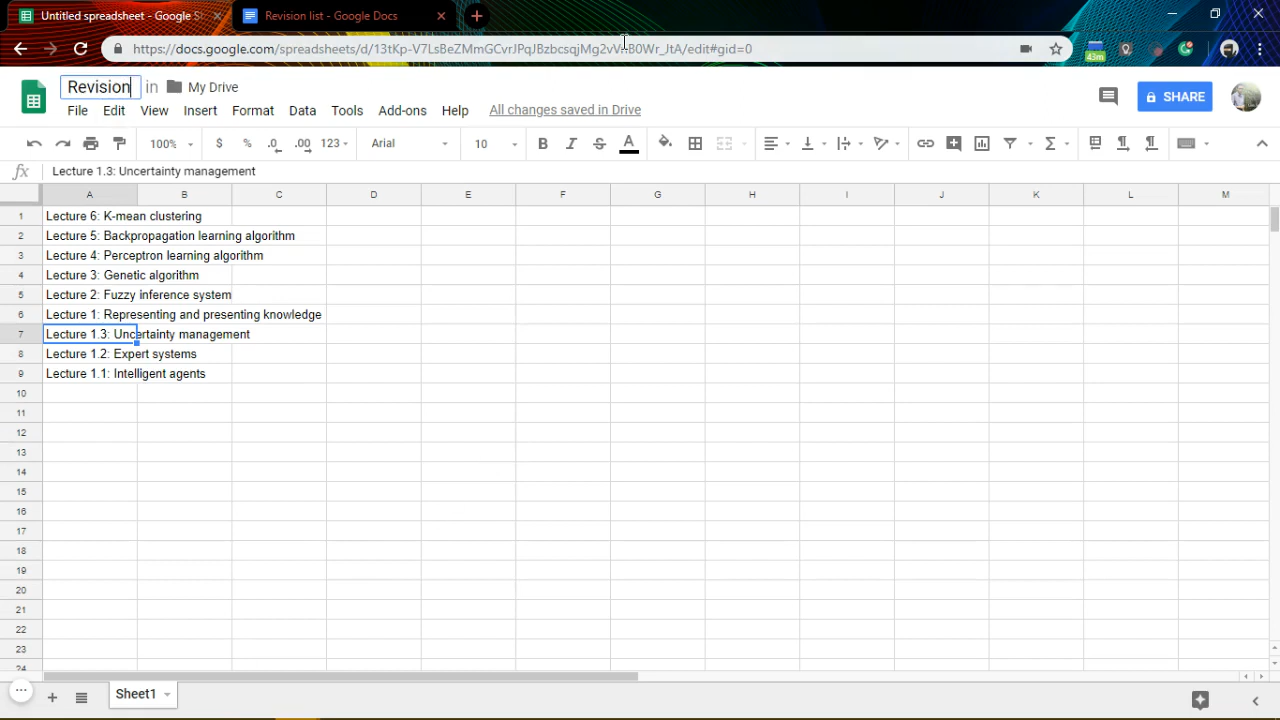 Untitled spreadsheet - Google S
Revision list - Google Docs
https://docs.google.com/spreadsheets/d/13tKp-V7LsBeZMmGCvrJPqJBzbcsqjMg2vV B0Wr_JtA/edit#gid=0
43m
Revision in My Drive
File Edit View Insert Format Data Tools Add-ons Help All changes saved in Drive
SHARE
100% $ % .0 .00 123 Arial 10 B I S A
fx Lecture 1.3: Uncertainty management
A B C D E F G H I J K L M
1 Lecture 6: K-mean clustering
2 Lecture 5: Backpropagation learning algorithm
3 Lecture 4: Perceptron learning algorithm
4 Lecture 3: Genetic algorithm
5 Lecture 2: Fuzzy inference system
6 Lecture 1: Representing and presenting knowledge
7 Lecture 1.3: Uncertainty management
8 Lecture 1.2: Expert systems
9 Lecture 1.1: Intelligent agents
10
11
12
13
14
15
16
17
18
19
20
21
22
23
24
Sheet1